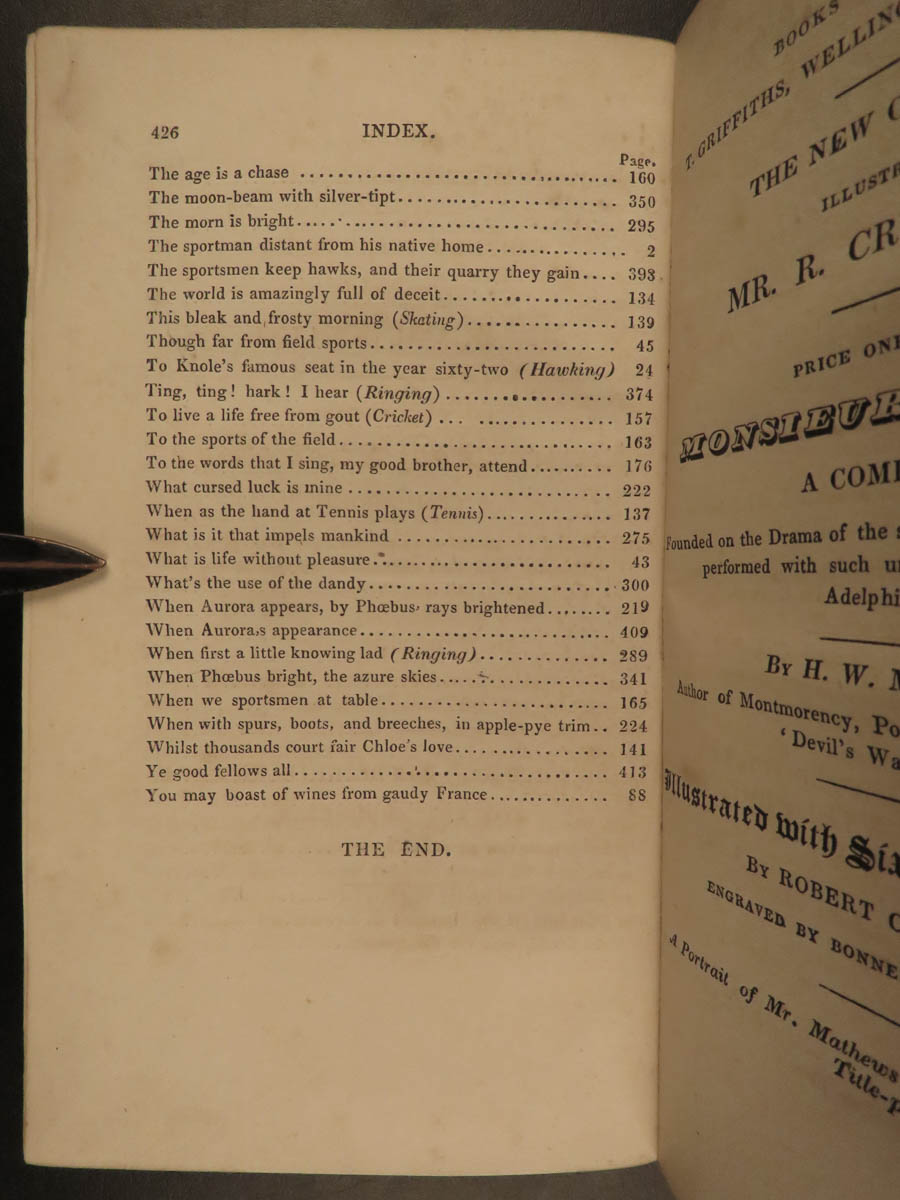 426 INDEX.
Page.
The age is a chase ........................................ 160
The moon-beam with silver-tipt........................ 350
The morn is bright................................ 295
The sportman distant from his native home............... 2
The sportsmen keep hawks, and their quarry they gain.... 393
The world is amazingly full of deceit................... 134
This bleak and frosty morning (Skating)................ 139
Though far from field sports.......................... 45
To Knole's famous seat in the year sixty-two (Hawking) 24
Ting, ting! hark! I hear (Ringing) .................. 374
To live a life free from gout (Cricket) ... ............... 157
To the sports of the field............................. 163
To the words that I sing, my good brother, attend.......... 176
What cursed luck is mine ............................ 222
When as the hand at Tennis plays (Tennis).............. 137
What is it that impels mankind ....................... 275
What is life without pleasure.......................... 43
What's the use of the dandy........................... 300
When Aurora appears, by Phœbus, rays brightened........ 219
When Aurora,s appearance........................... 409
When first a little knowing lad (Ringing).............. 289
When Phœbus bright, the azure skies.................. 341
When we sportsmen at table......................... 165
When with spurs, boots, and breeches, in apple-pye trim.. 224
Whilst thousands court fair Chloe's love................ 141
Ye good fellows all.................................. 413
You may boast of wines from gaudy France.............. 88
THE END.
BOOKS
T. GRIFFITHS,
THE NEW
MR. R.
PRICE
A
Founded on the Drama of the
performed with such
BY H. W.
Author of Montmorency,
'Devil's
Illustrated with
BY ROBERT
ENGRAVED BY
A Portrait of Mr. Mathews